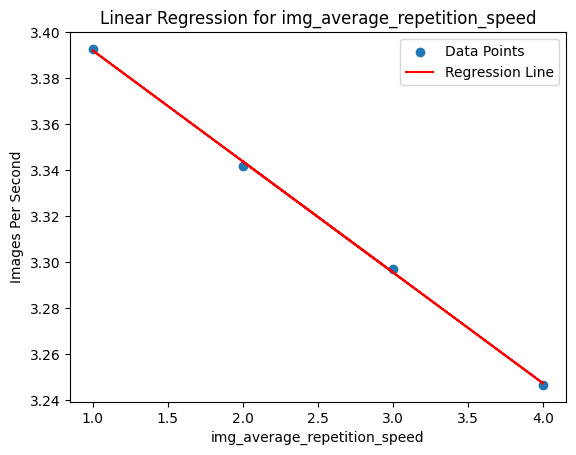 Linear Regression for img_average_repetition_speed
Data Points
Regression Line
Images Per Second
3.40
3.38
3.36
3.34
3.32
3.30
3.28
3.26
3.24
1.0 1.5 2.0 2.5 3.0 3.5 4.0
img_average_repetition_speed